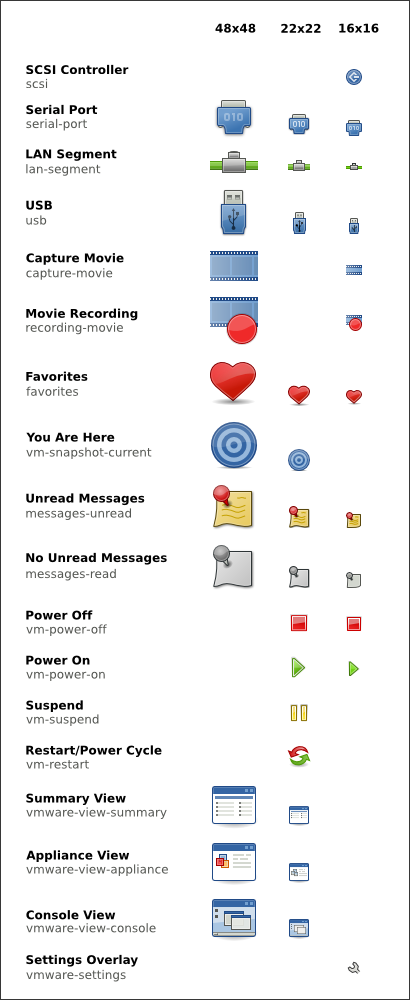 48x48 22x22 16x16
SCSI Controller
scsi
Serial Port
serial-port
010 010 010
LAN Segment
lan-segment
USB
usb
Capture Movie
capture-movie
Movie Recording
recording-movie
Favorites
favorites
You Are Here
vm-snapshot-current
Unread Messages
messages-unread
No Unread Messages
messages-read
Power Off
vm-power-off
Power On
vm-power-on
Suspend
vm-suspend
Restart/Power Cycle
vm-restart
Summary View
vmware-view-summary
Appliance View
vmware-view-appliance
Console View
vmware-view-console
Settings Overlay
vmware-settings